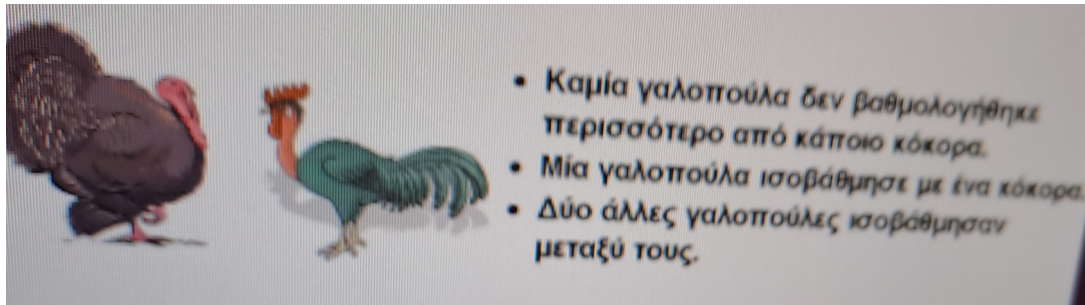 • Καμία γαλοπούλα δεν βαθμολογήθηκε
περισσότερο από κάποιο κόκορα.
• Μία γαλοπούλα ισοβάθμησε με ένα κόκορα.
• Δύο άλλες γαλοπούλες ισοβάθμησαν
μεταξύ τους.